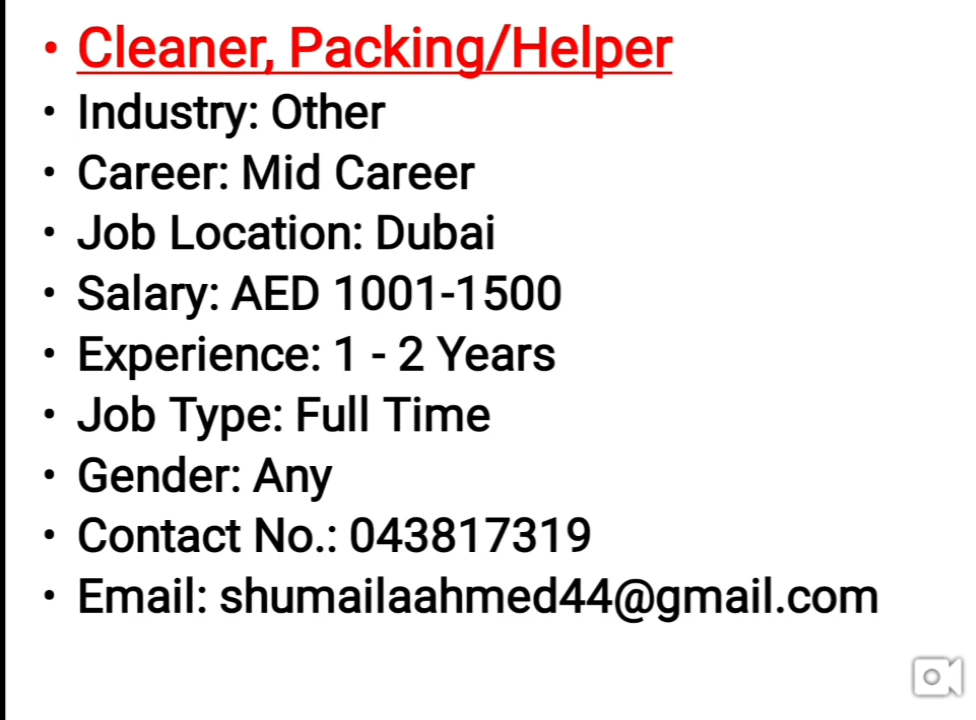 • Cleaner, Packing/Helper
• Industry: Other
• Career: Mid Career
• Job Location: Dubai
• Salary: AED 1001-1500
• Experience: 1 - 2 Years
• Job Type: Full Time
• Gender: Any
• Contact No.: 043817319
• Email: shumailaahmed44@gmail.com